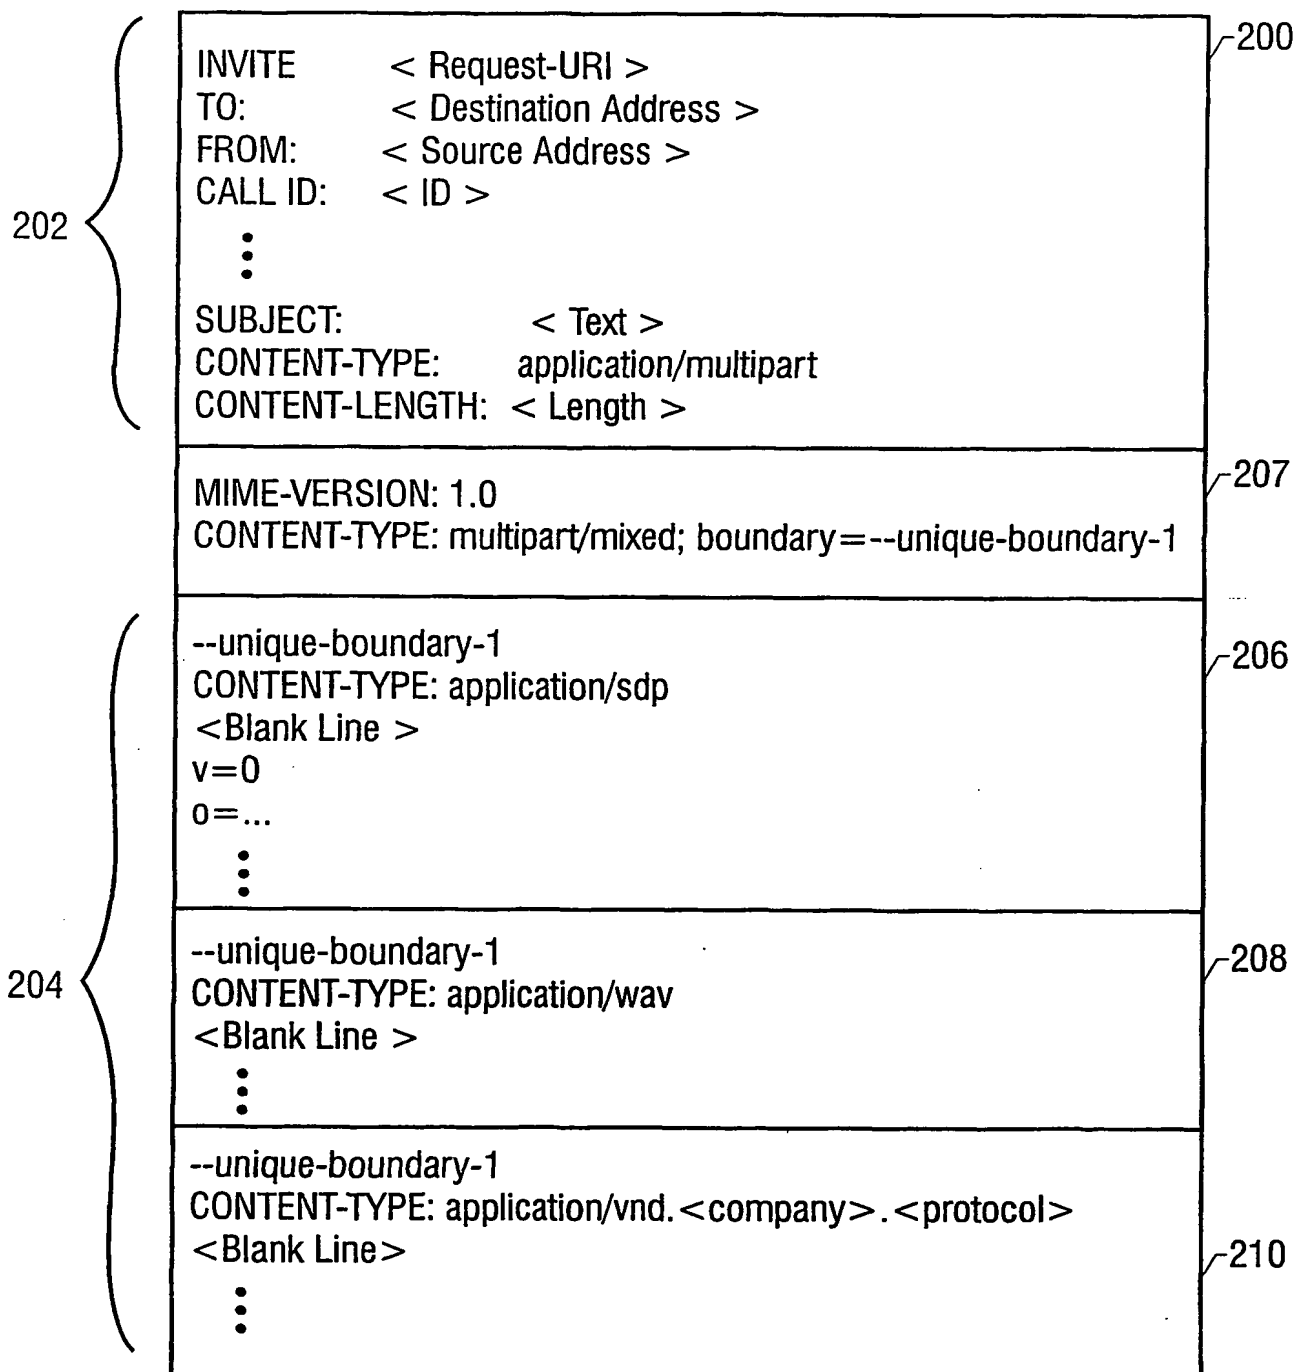 200
INVITE < Request-URI >
TO: < Destination Address >
FROM: < Source Address >
CALL ID: < ID >
202
SUBJECT: < Text >
CONTENT-TYPE: application/multipart
CONTENT-LENGTH: < Length >
207
MIME-VERSION: 1.0
CONTENT-TYPE: multipart/mixed; boundary=--unique-boundary-1
--unique-boundary-1
206
CONTENT-TYPE: application/sdp
<Blank Line >
v=0
o=...
--unique-boundary-1
208
204
CONTENT-TYPE: application/wav
<Blank Line >
--unique-boundary-1
CONTENT-TYPE: application/vnd.<company>.<protocol>
<Blank Line>
210